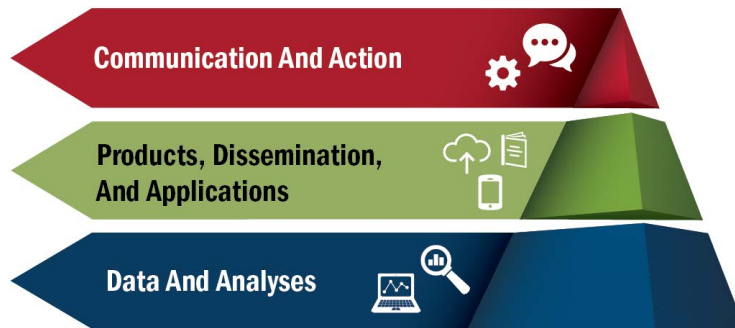 Communication And Action
Products, Dissemination,
And Applications
Data And Analyses